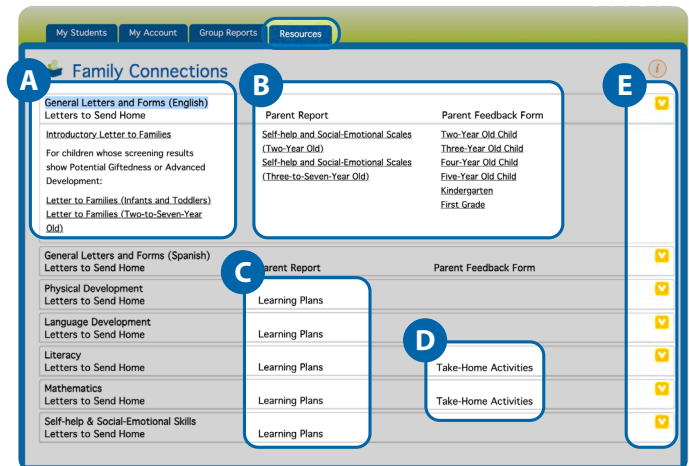 My Students My Account Group Reports Resources
Family Connections
i
A
B
E
General Letters and Forms (English)
Letters to Send Home Parent Report Parent Feedback Form
Introductory Letter to Families
For children whose screening results
show Potential Giftedness or Advanced
Development:
Letter to Families (Infants and Toddlers)
Letter to Families (Two-to-Seven-Year
Old)
Self-help and Social-Emotional Scales
(Two-Year Old)
Self-help and Social-Emotional Scales
(Three-to-Seven-Year Old)
Two-Year Old Child
Three-Year Old Child
Four-Year Old Child
Five-Year Old Child
Kindergarten
First Grade
General Letters and Forms (Spanish)
Letters to Send Home arent Report Parent Feedback Form
C
Physical Development
Letters to Send Home Learning Plans
Language Development
Letters to Send Home Learning Plans
D
Literacy
Letters to Send Home Learning Plans Take-Home Activities
Mathematics
Letters to Send Home Learning Plans Take-Home Activities
Self-help & Social-Emotional Skills
Letters to Send Home Learning Plans